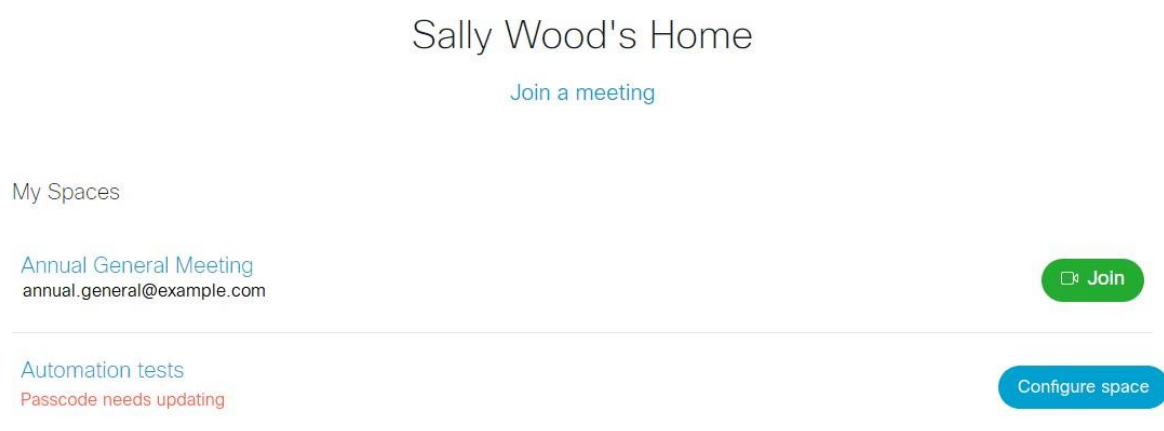 Sally Wood's Home
Join a meeting
My Spaces
Annual General Meeting
annual.general@example.com
Join
Automation tests
Passcode needs updating
Configure space